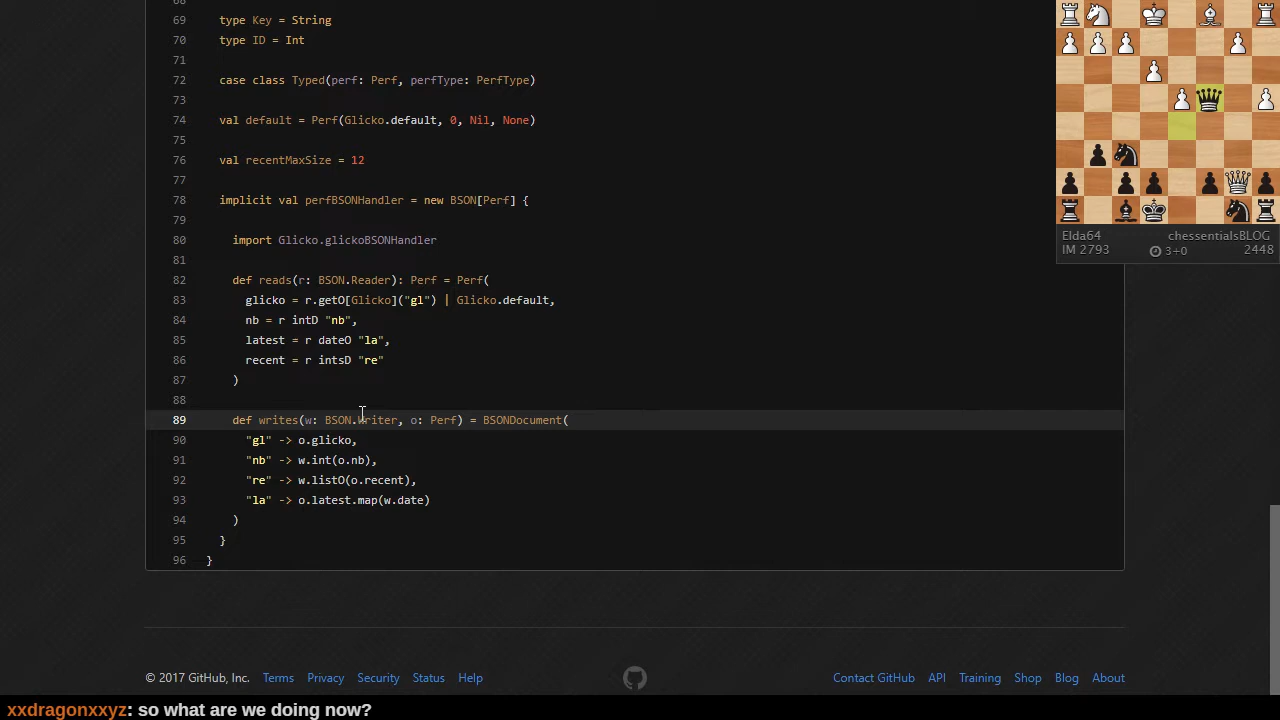 68
69 type Key = String
70 type ID = Int
71
72 case class Typed(perf: Perf, perfType: PerfType)
73
74 val default = Perf(Glicko.default, 0, Nil, None)
75
76 val recentMaxSize = 12
77
78 implicit val perfBSONHandler = new BSON[Perf] {
79
80 import Glicko.glickoBSONHandler
81
82 def reads(r: BSON.Reader): Perf = Perf(
83 glicko = r.getO[Glicko]("gl") | Glicko.default,
84 nb = r intD "nb",
85 latest = r dateO "la",
86 recent = r intsD "re"
87 )
88
89 def writes(w: BSON.Writer, o: Perf) = BSONDocument(
90 "gl" -> o.glicko,
91 "nb" -> w.int(o.nb),
92 "re" -> w.listO(o.recent),
93 "la" -> o.latest.map(w.date)
94 )
95 }
96 }
Elda64 chessentialsBLOG
IM 2793 3+0 2448
© 2017 GitHub, Inc. Terms Privacy Security Status Help Contact GitHub API Training Shop Blog About
xxdragonxxyz: so what are we doing now?